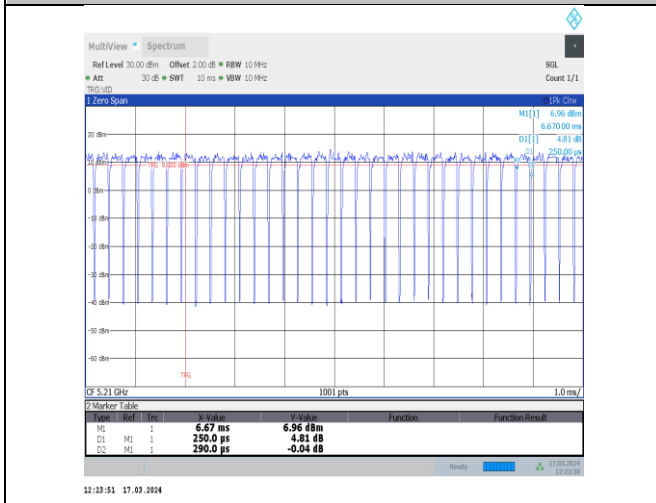 MultiView Spectrum
Ref Level 30.00 dBm Offset 2.00 dB RBW 10 MHz SGL
Att 30 dB SWT 10 ms VBW 10 MHz Count 1/1
TRG:VID
1 Zero Span 1Pk Clrw
M1[1] 6.96 dBm
6.670 00 ms
20 dBm
D1[1] 4.81 dB
250.00 µs
10 dBm
TRG 9.000 dBm
0 dBm
-10 dBm
-20 dBm
-30 dBm
-40 dBm
-50 dBm
-60 dBm
TRG
CF 5.21 GHz 1001 pts 1.0 ms/
2 Marker Table
Type Ref Trc X-Value Y-Value Function Function Result
M1 1 6.67 ms 6.96 dBm
D1 M1 1 250.0 µs 4.81 dB
D2 M1 1 290.0 µs -0.04 dB
Ready 17.03.2024
12:23:50
12:23:51 17.03.2024